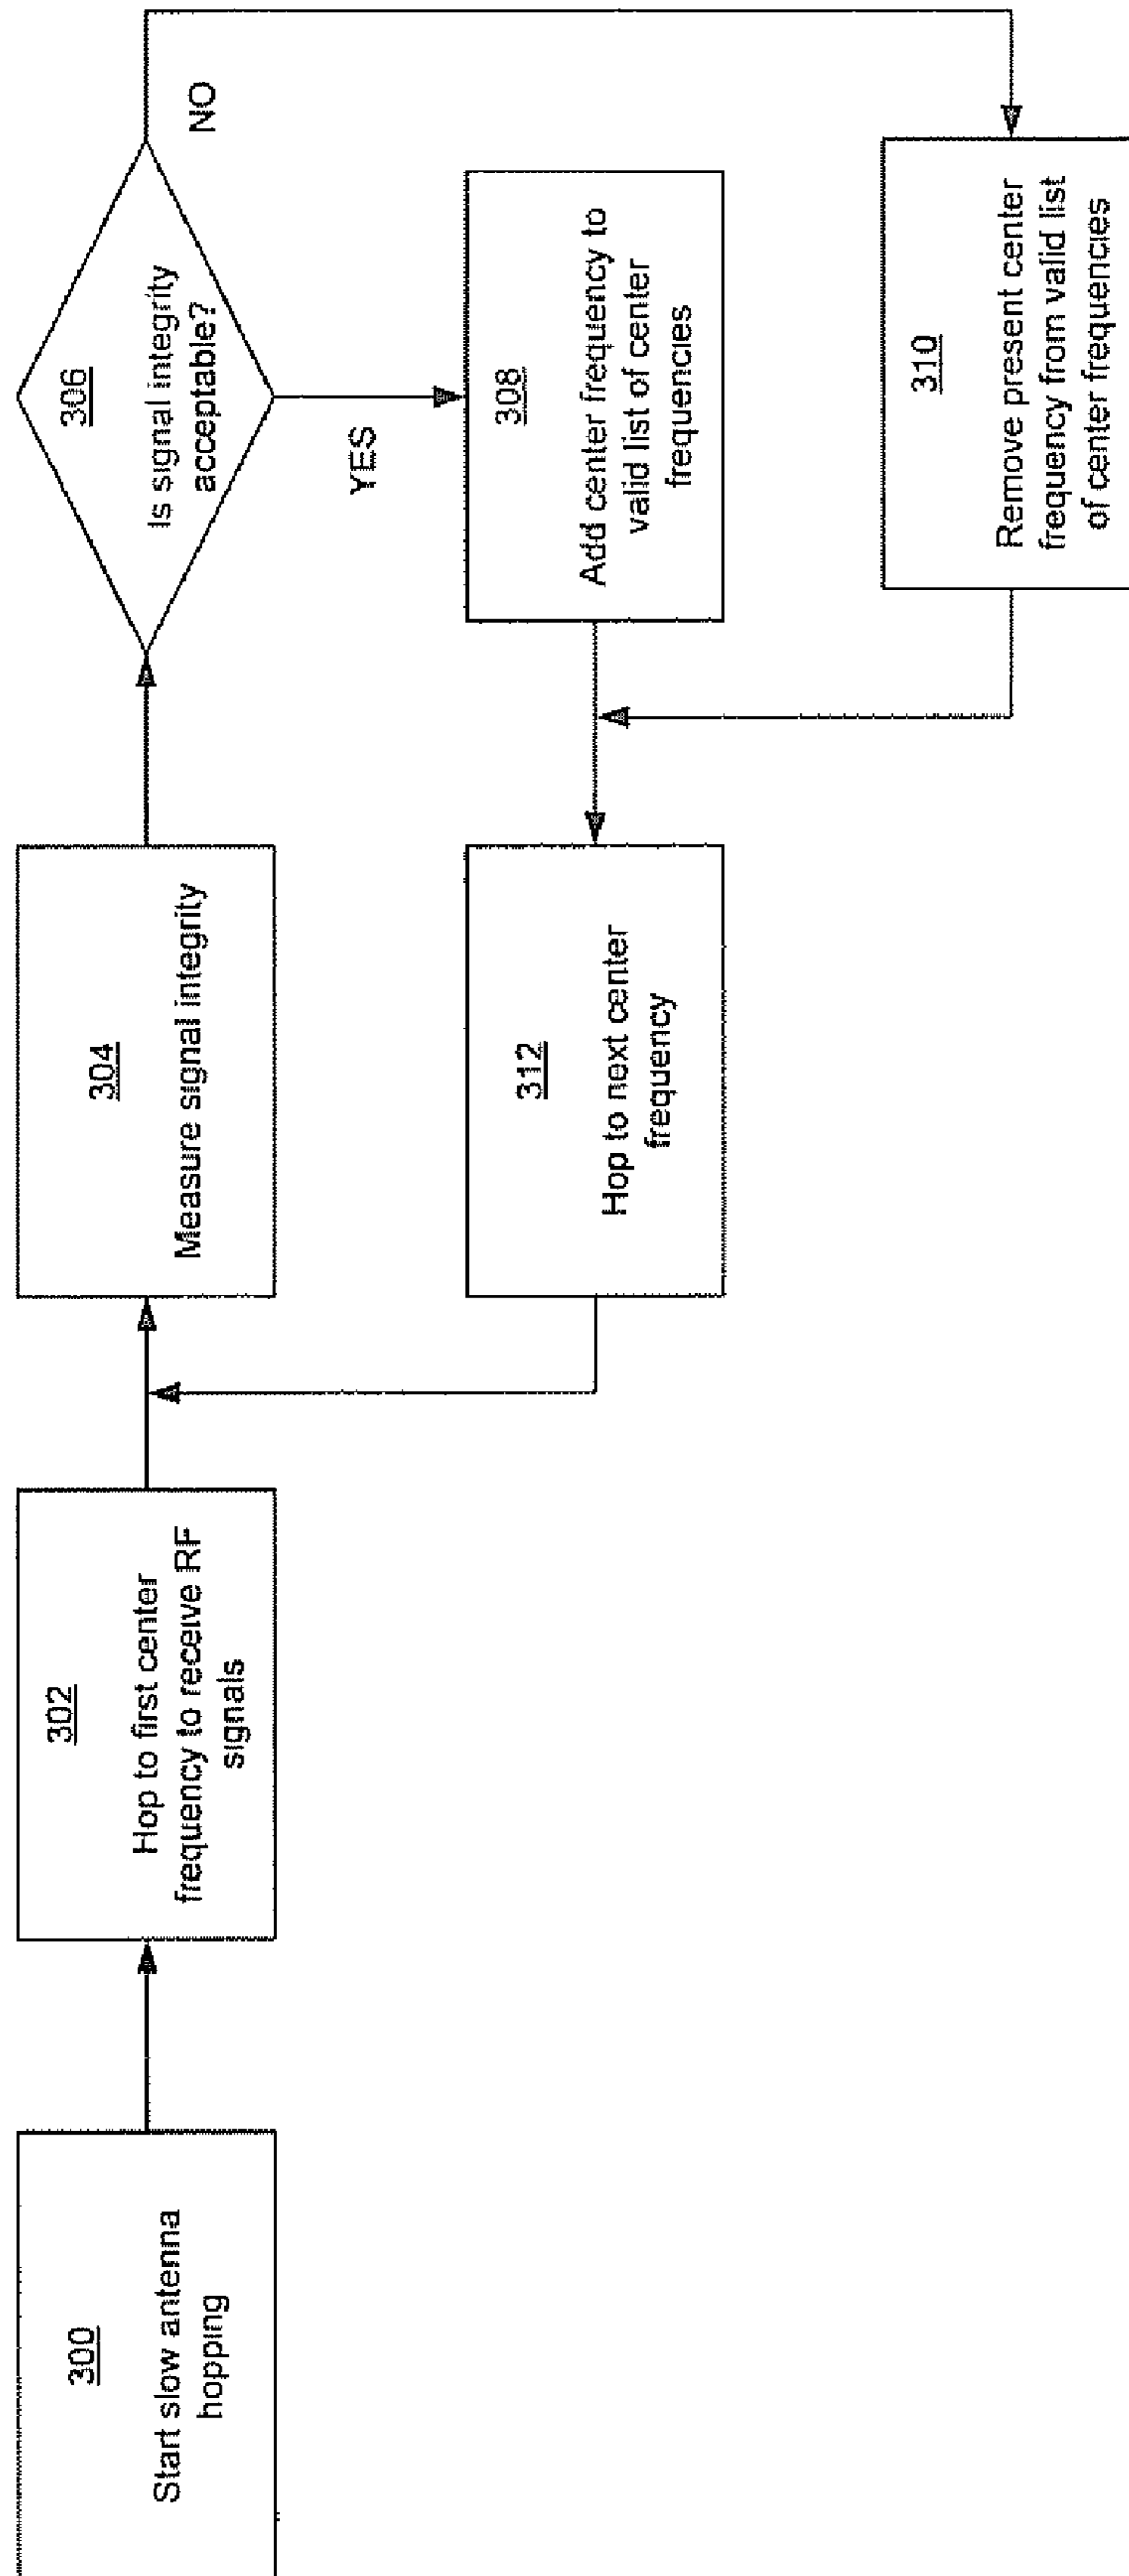 300
Start slow antenna
hopping
302
Hop to first center
frequency to receive RF
signals
304
Measure signal integrity
306
Is signal integrity
acceptable?
NO
YES
308
Add center frequency to
valid list of center
frequencies
310
Remove present center
frequency from valid list
of center frequencies
312
Hop to next center
frequency